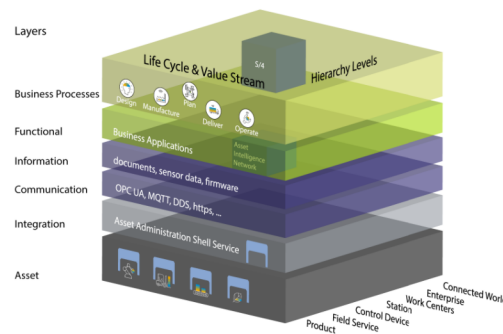 Layers
Life Cycle & Value Stream
S/4
Hierarchy Levels
Business Processes
Design
Manufacture
Plan
Deliver
Operate
Functional
Business Applications
Asset
Intelligence
Network
Information
documents, sensor data, firmware
Communication
OPC UA, MQTT, DDS, https, ...
Integration
Asset Administration Shell Service
Asset
Product
Field Service
Control Device
Station
Work Centers
Enterprise
Connected Work